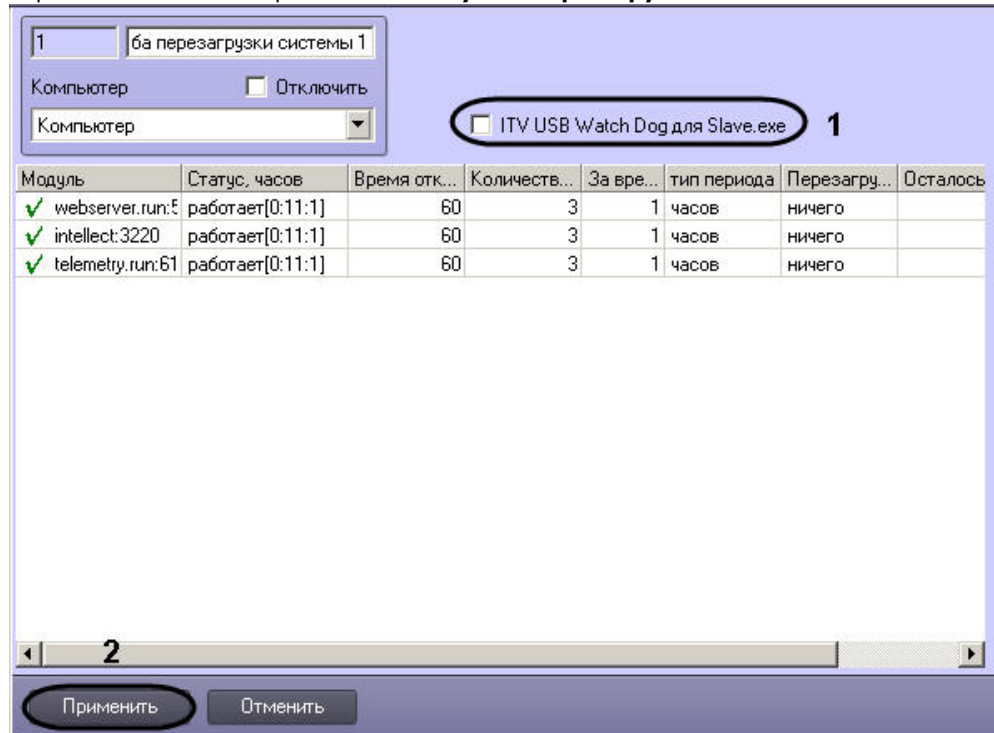 1 ба перезагрузки системы 1
Компьютер Отключить
Компьютер
ITV USB Watch Dog для Slave.exe 1
Модуль Статус, часов Время отк... Количеств... За вре... тип периода Перезагру... Осталось
webserver.run:5 работает[0:11:1] 60 3 1 часов ничего
intellect:3220 работает[0:11:1] 60 3 1 часов ничего
telemetry.run:61 работает[0:11:1] 60 3 1 часов ничего
2
Применить Отменить